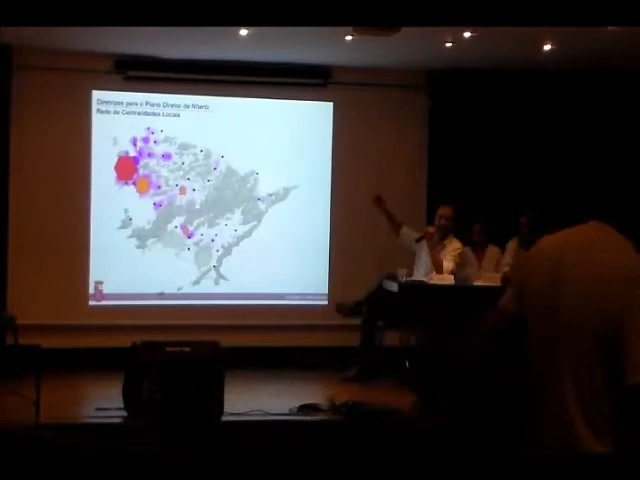 Diretrizes para o Plano Diretor de Niterói
Rede de Centralidades Locais